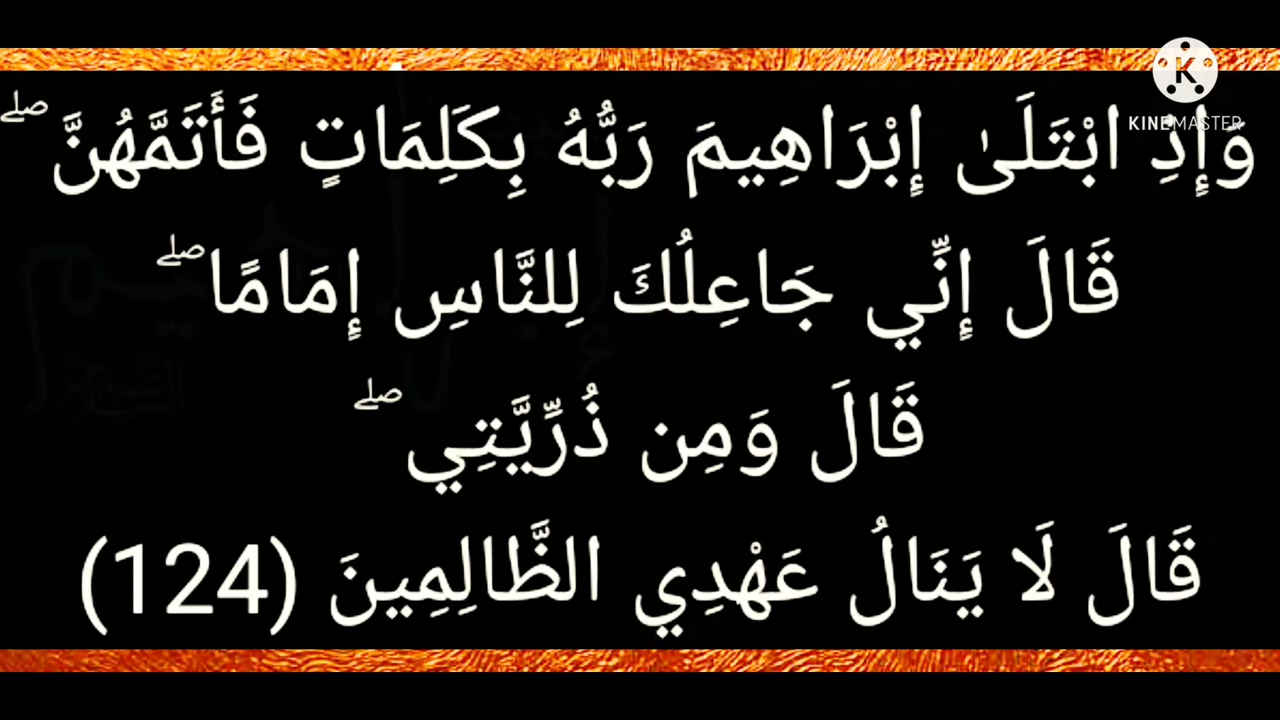 KINEMASTER
وَإِذِ ابْتَلَىٰ إِبْرَاهِيمَ رَبُّهُ بِكَلِمَاتٍ فَأَتَمَّهُنَّ ۖ
قَالَ إِنِّي جَاعِلُكَ لِلنَّاسِ إِمَامًا ۖ
قَالَ وَمِن ذُرِّيَّتِي ۖ
قَالَ لَا يَنَالُ عَهْدِي الظَّالِمِينَ (124)